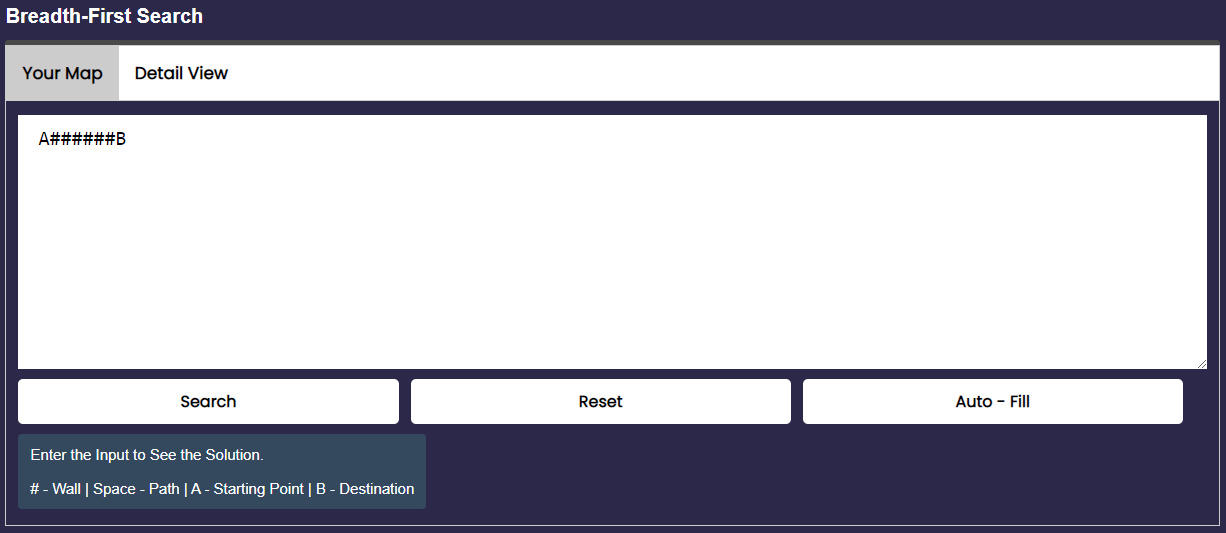 Breadth-First Search
Your Map Detail View
A######B
Search Reset Auto - Fill
Enter the Input to See the Solution.
# - Wall | Space - Path | A - Starting Point | B - Destination